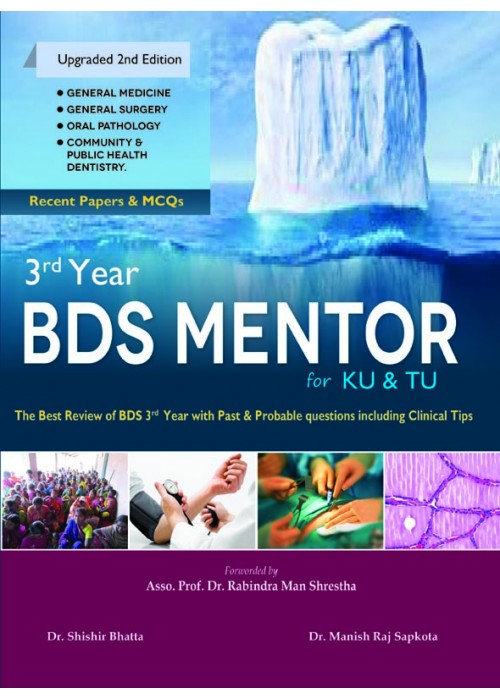 Upgraded 2nd Edition
• GENERAL MEDICINE
• GENERAL SURGERY
• ORAL PATHOLOGY
• COMMUNITY &
PUBLIC HEALTH
DENTISTRY.
Recent Papers & MCQs
3rd Year
BDS MENTOR
for KU & TU
The Best Review of BDS 3rd Year with Past & Probable questions including Clinical Tips
Forworded by
Asso. Prof. Dr. Rabindra Man Shrestha
Dr. Shishir Bhatta Dr. Manish Raj Sapkota